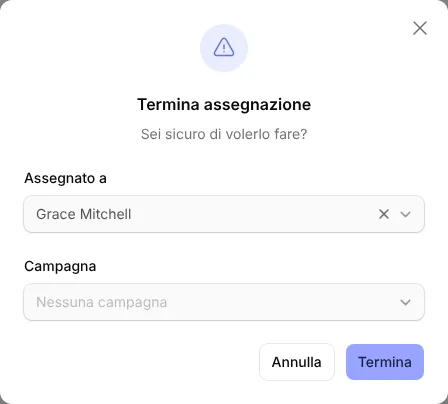 Termina assegnazione
Sei sicuro di volerlo fare?
Assegnato a
Grace Mitchell
Campagna
Nessuna campagna
Annulla
Termina